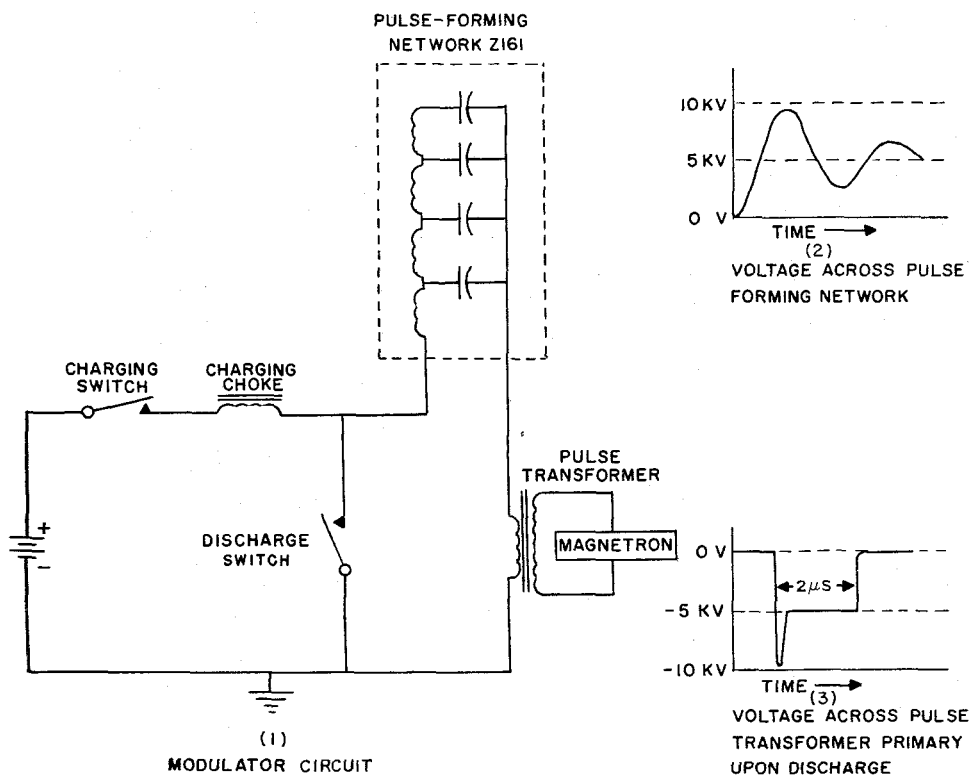 PULSE-FORMING
NETWORK Z161
10 KV
5 KV
0 V
TIME
(2)
VOLTAGE ACROSS PULSE
FORMING NETWORK
CHARGING
SWITCH
CHARGING
CHOKE
+
-
DISCHARGE
SWITCH
PULSE
TRANSFORMER
MAGNETRON
0 V
2μS
-5 KV
-10 KV
TIME
(3)
VOLTAGE ACROSS PULSE
TRANSFORMER PRIMARY
UPON DISCHARGE
(1)
MODULATOR CIRCUIT